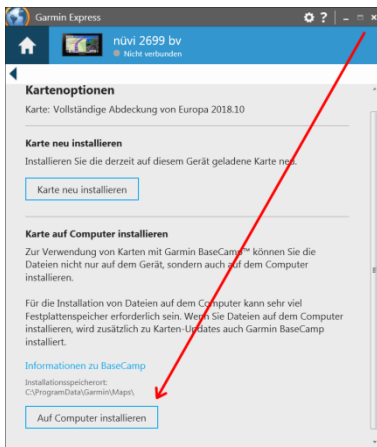 Garmin Express
nüvi 2699 bv
Nicht verbunden
Kartenoptionen
Karte: Vollständige Abdeckung von Europa 2018.10
Karte neu installieren
Installieren Sie die derzeit auf diesem Gerät geladene Karte neu.
Karte neu installieren
Karte auf Computer installieren
Zur Verwendung von Karten mit Garmin BaseCamp™ können Sie die
Dateien nicht nur auf dem Gerät, sondern auch auf dem Computer
installieren.
Für die Installation von Dateien auf dem Computer kann sehr viel
Festplattenspeicher erforderlich sein. Wenn Sie Dateien auf dem Computer
installieren, wird zusätzlich zu Karten-Updates auch Garmin BaseCamp
installiert.
Informationen zu BaseCamp
Installationsspeicherort:
C:\ProgramData\Garmin\Maps\
Auf Computer installieren